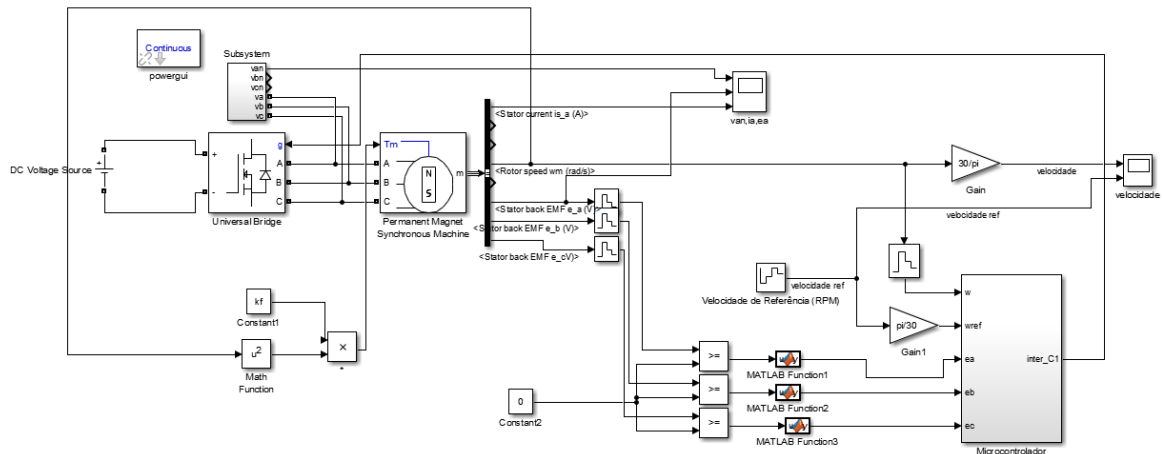 Continuous
powergui
Subsystem
van
vbn
vcn
va
vb
vc
DC Voltage Source
+
+
-
g
A
B
C
Universal Bridge
Tm
A
B
C
N
S
m
Permanent Magnet
Synchronous Machine
<Stator current is_a (A)>
<Rotor speed wm (rad/s)>
<Stator back EMF e_a (V
<Stator back EMF e_b (V)>
<Stator back EMF e_cV)>
van,ia,ea
30/pi
Gain
velocidade
velocidade ref
velocidade
velocidade ref
Velocidade de Referência (RPM)
pi/30
Gain1
w
wref
ea
eb
ec
inter_C1
Microcontrolador
kf
Constant1
u²
Math
Function
×
0
Constant2
>=
>=
>=
MATLAB Function1
MATLAB Function2
MATLAB Function3